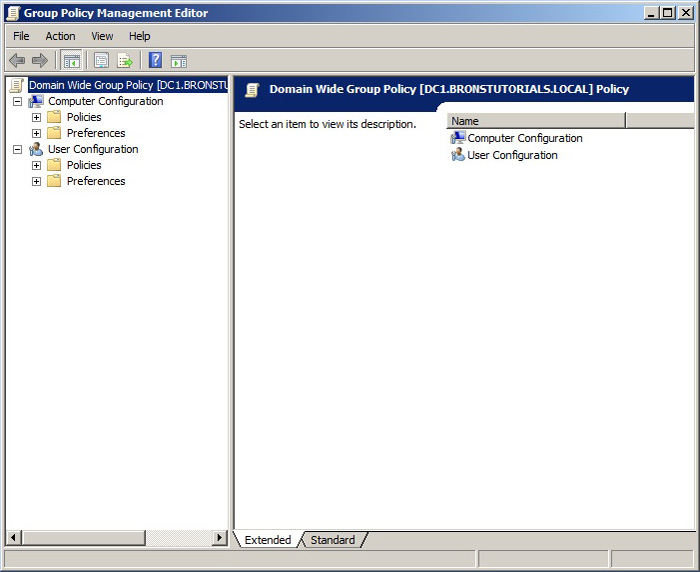 Group Policy Management Editor
File Action View Help
Domain Wide Group Policy [DC1.BRONSTU
Computer Configuration
Policies
Preferences
User Configuration
Policies
Preferences
Domain Wide Group Policy [DC1.BRONSTUTORIALS.LOCAL] Policy
Select an item to view its description.
Name
Computer Configuration
User Configuration
Extended Standard